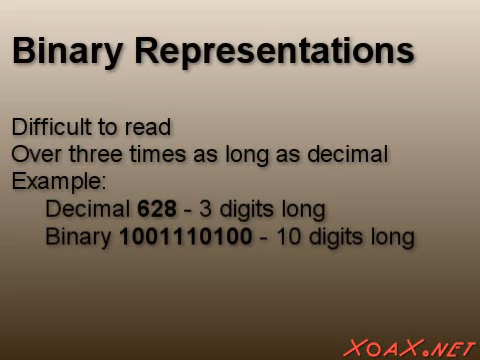 Binary Representations
Difficult to read
Over three times as long as decimal
Example:
Decimal 628 - 3 digits long
Binary 1001110100 - 10 digits long
XOAX.NET